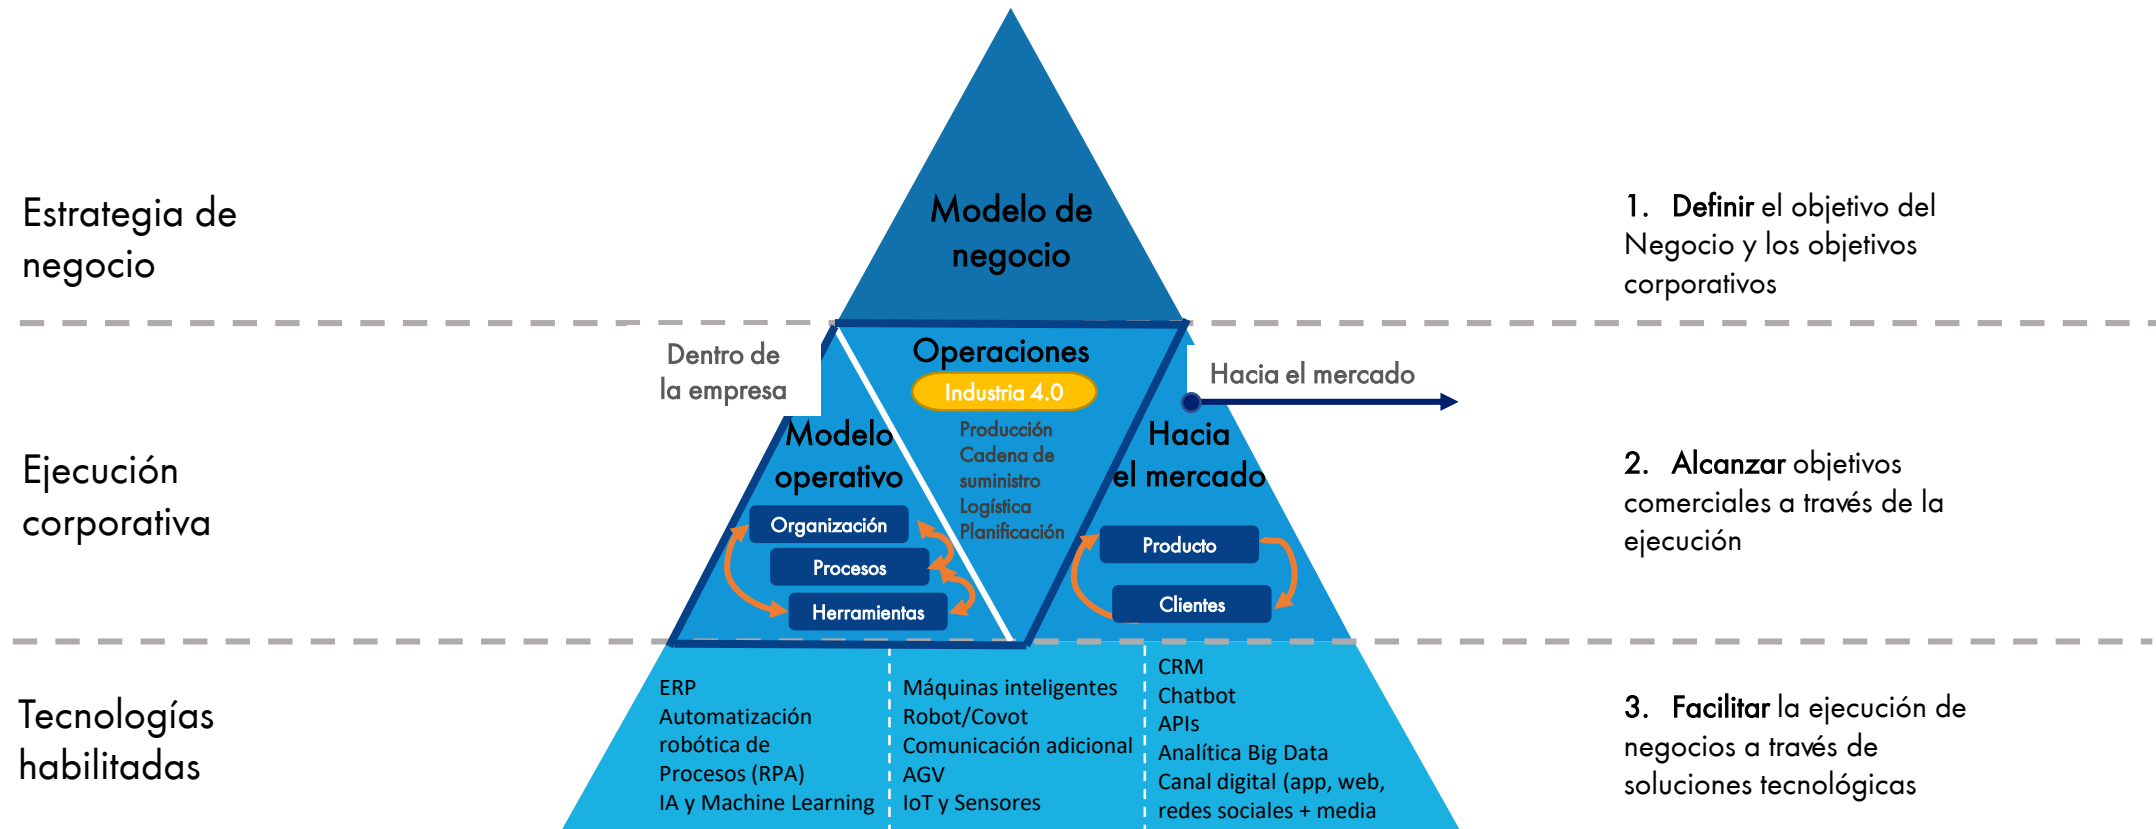 Estrategia de
negocio
Modelo de
negocio
1. Definir el objetivo del
Negocio y los objetivos
corporativos
Dentro de
la empresa
Operaciones
Industria 4.0
Producción
Cadena de
suministro
Logística
Planificación
Hacia el mercado
Ejecución
corporativa
Modelo
operativo
Organización
Procesos
Herramientas
Hacia
el mercado
Producto
Clientes
2. Alcanzar objetivos
comerciales a través de la
ejecución
Tecnologías
habilitadas
ERP
Automatización
robótica de
Procesos (RPA)
IA y Machine Learning
Máquinas inteligentes
Robot/Covot
Comunicación adicional
AGV
IoT y Sensores
CRM
Chatbot
APIs
Analítica Big Data
Canal digital (app, web,
redes sociales + media
3. Facilitar la ejecución de
negocios a través de
soluciones tecnológicas